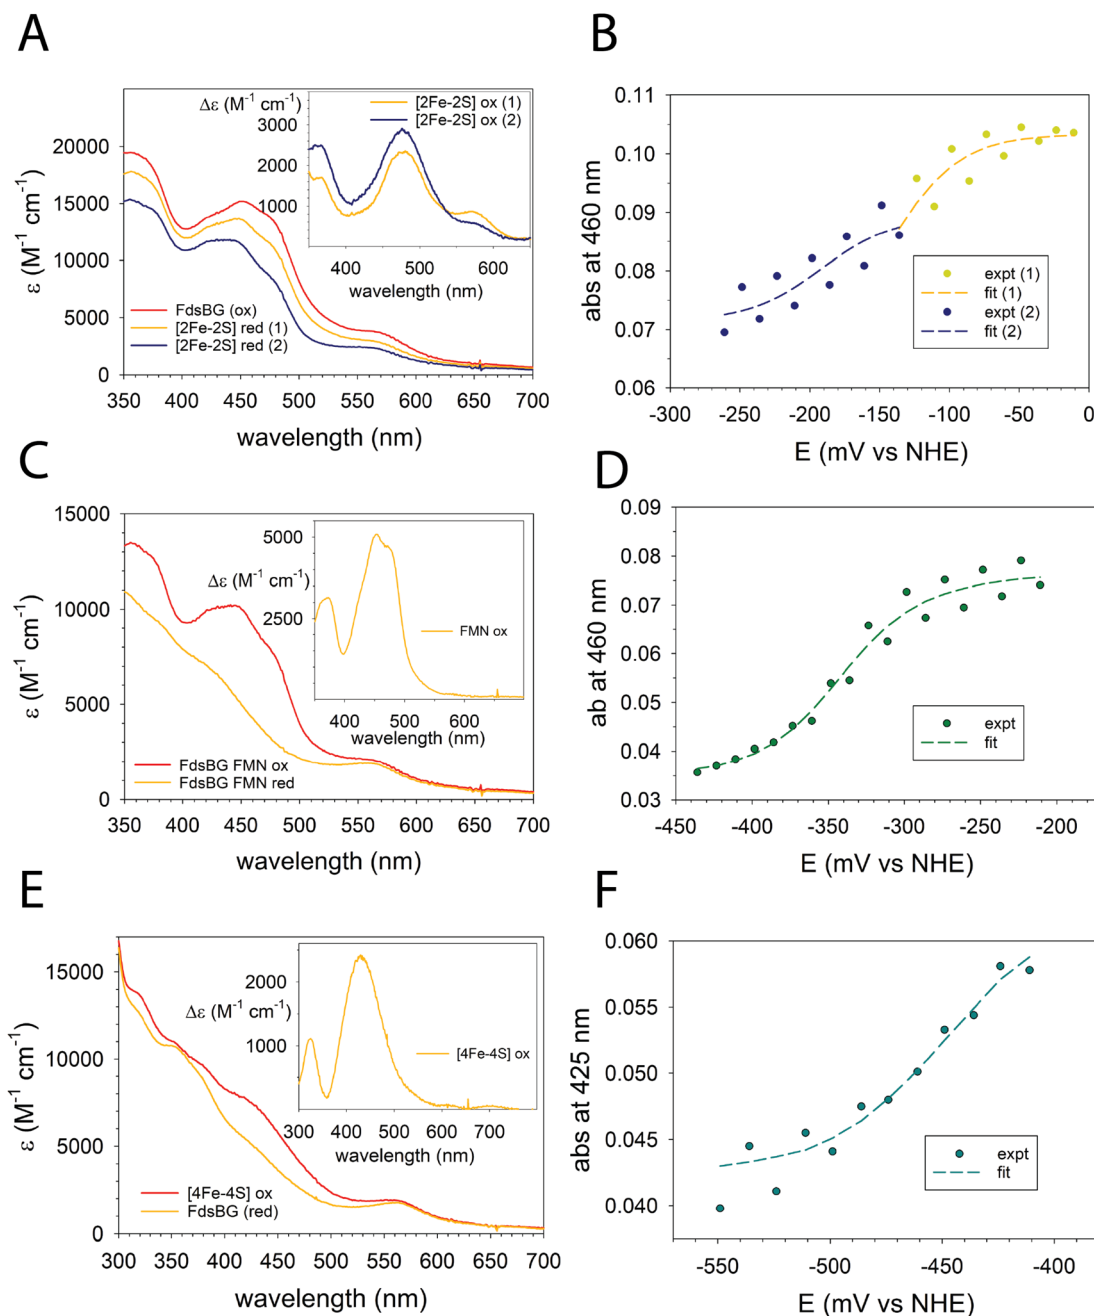 A
ε (M⁻¹ cm⁻¹)
20000
15000
10000
5000
0
350 400 450 500 550 600 650 700
wavelength (nm)
FdsBG (ox)
[2Fe-2S] red (1)
[2Fe-2S] red (2)
Δε (M⁻¹ cm⁻¹)
3000
2000
1000
400 500 600
wavelength (nm)
[2Fe-2S] ox (1)
[2Fe-2S] ox (2)
B
abs at 460 nm
0.11
0.10
0.09
0.08
0.07
0.06
-300 -250 -200 -150 -100 -50 0
E (mV vs NHE)
expt (1)
fit (1)
expt (2)
fit (2)
C
ε (M⁻¹ cm⁻¹)
15000
10000
5000
0
350 400 450 500 550 600 650 700
wavelength (nm)
FdsBG FMN ox
FdsBG FMN red
Δε (M⁻¹ cm⁻¹)
5000
2500
400 500 600
wavelength (nm)
FMN ox
D
ab at 460 nm
0.09
0.08
0.07
0.06
0.05
0.04
0.03
-450 -400 -350 -300 -250 -200
E (mV vs NHE)
expt
fit
E
ε (M⁻¹ cm⁻¹)
15000
10000
5000
0
300 350 400 450 500 550 600 650 700
wavelength (nm)
[4Fe-4S] ox
FdsBG (red)
Δε (M⁻¹ cm⁻¹)
2000
1000
300 400 500 600 700
wavelength (nm)
[4Fe-4S] ox
F
abs at 425 nm
0.060
0.055
0.050
0.045
0.040
-550 -500 -450 -400
E (mV vs NHE)
expt
fit